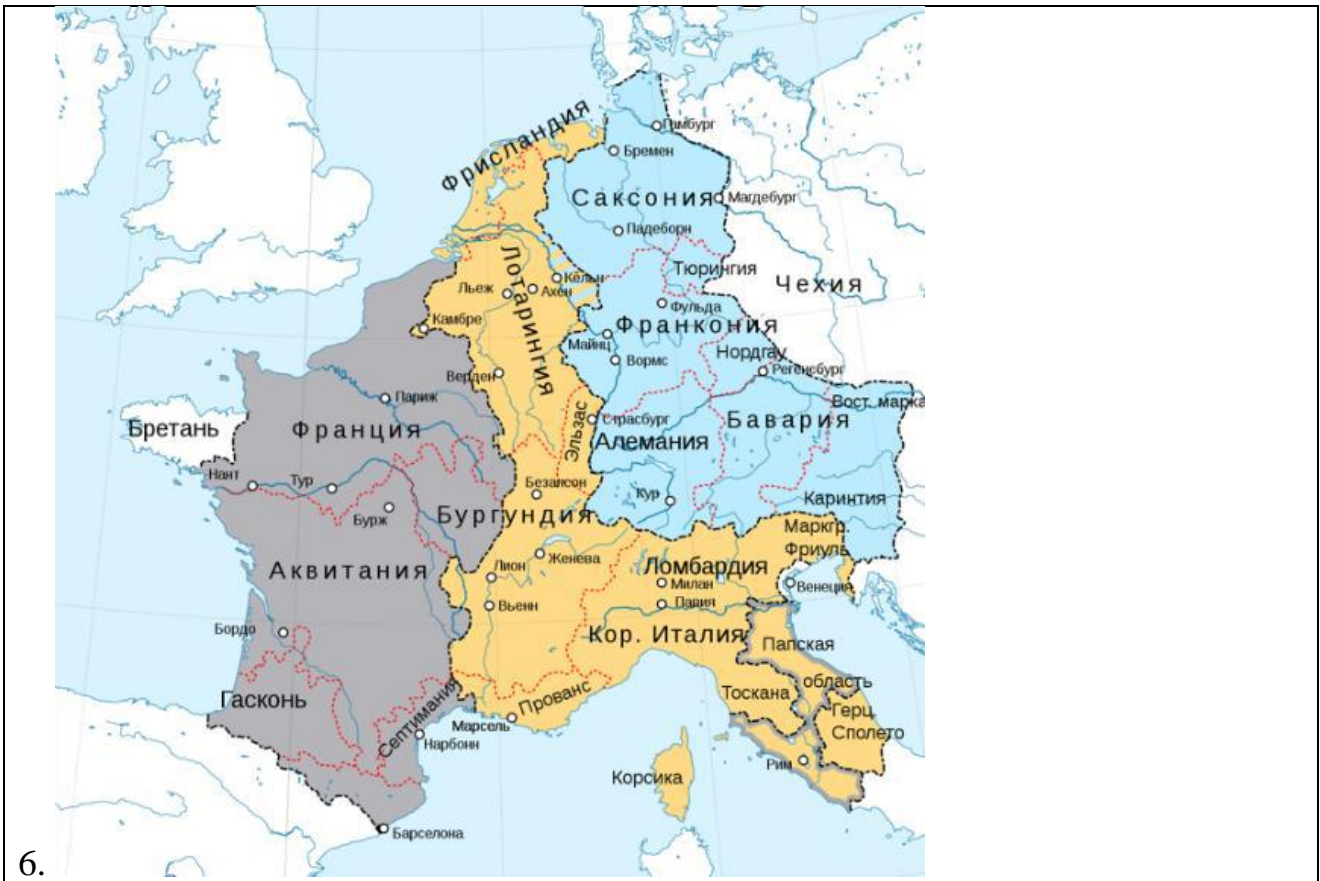 Гамбург
Фрисландия
Бремен
Саксония
Магдебург
Падеборн
Лотарингия
Тюрингия
Чехия
Кёльн
Льеж
Ахен
Фульда
Камбре
Франкония
Майнц
Нордгау
Вормс
Регенсбург
Верден
Париж
Вост. марка
Эльзас
Страсбург
Бавария
Бретань
Франция
Алемания
Нант
Тур
Безансон
Кур
Каринтия
Бурж
Бургундия
Маркгр.
Фриуль
Женева
Аквитания
Лион
Ломбардия
Милан
Венеция
Вьенн
Павия
Бордо
Кор. Италия
Папская
область
Гасконь
Септимания
Прованс
Тоскана
Герц.
Сполето
Марсель
Нарбонн
Рим
Корсика
Барселона
6.